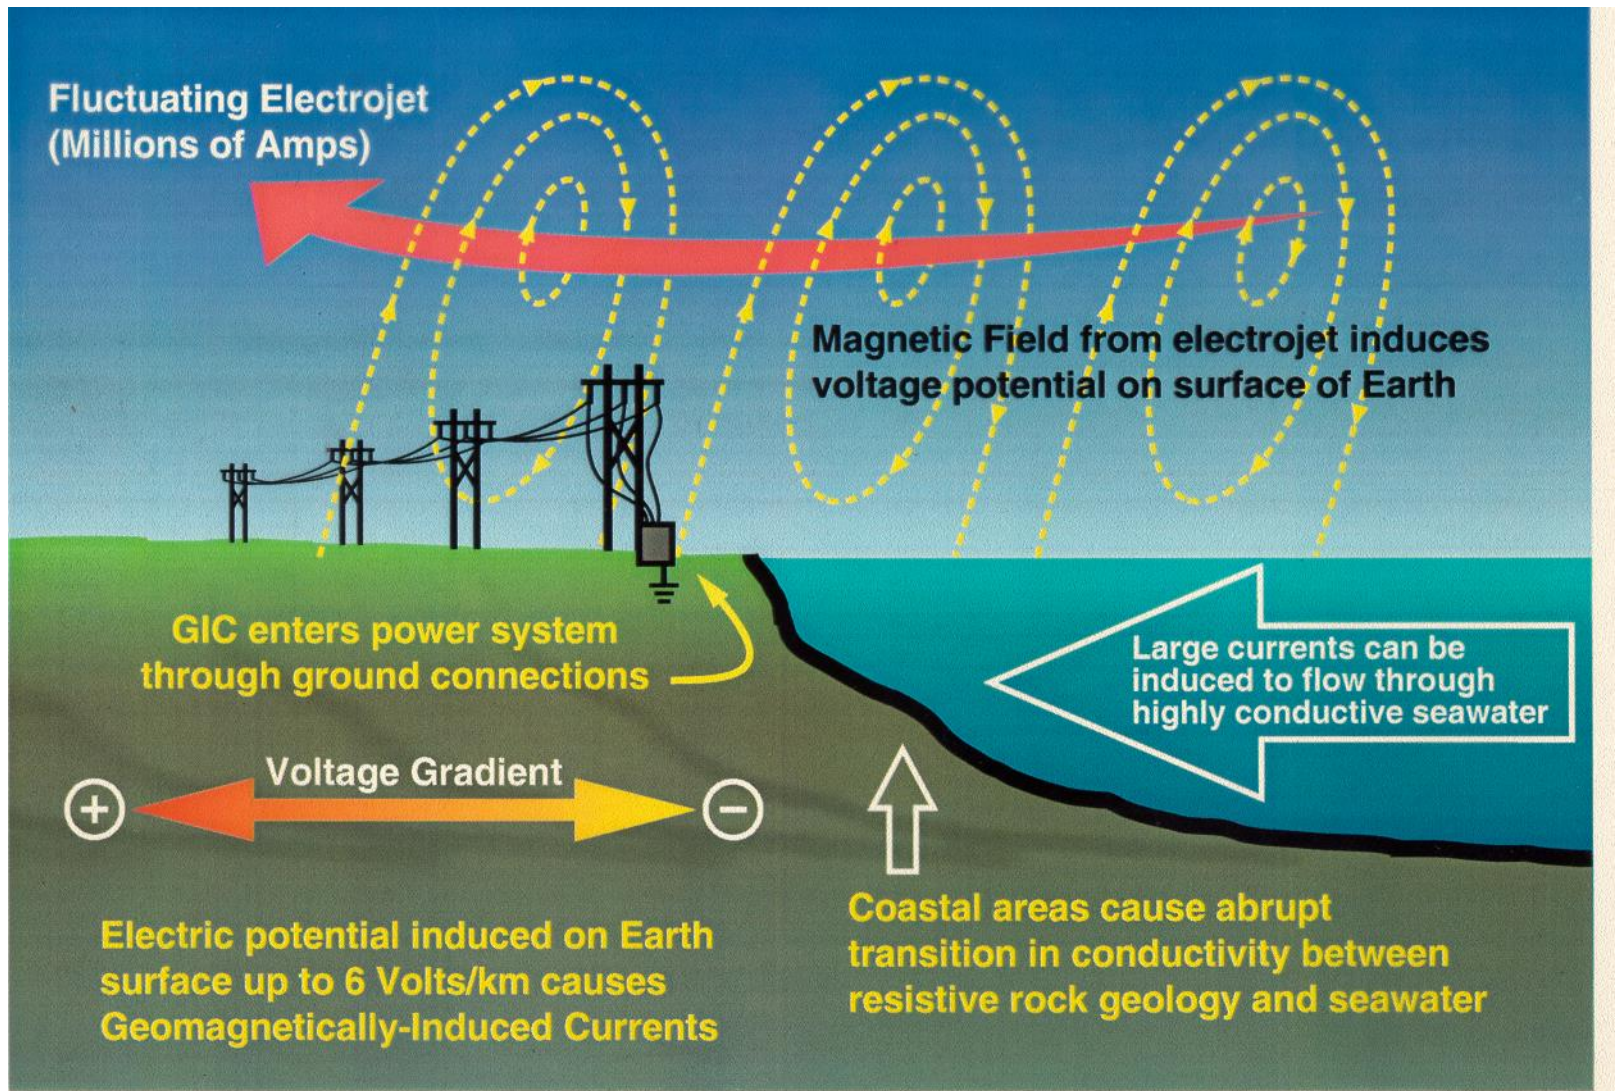 Fluctuating Electrojet
(Millions of Amps)
Magnetic Field from electrojet induces
voltage potential on surface of Earth
GIC enters power system
through ground connections
Large currents can be
induced to flow through
highly conductive seawater
Voltage Gradient
+
−
Electric potential induced on Earth
surface up to 6 Volts/km causes
Geomagnetically-Induced Currents
Coastal areas cause abrupt
transition in conductivity between
resistive rock geology and seawater